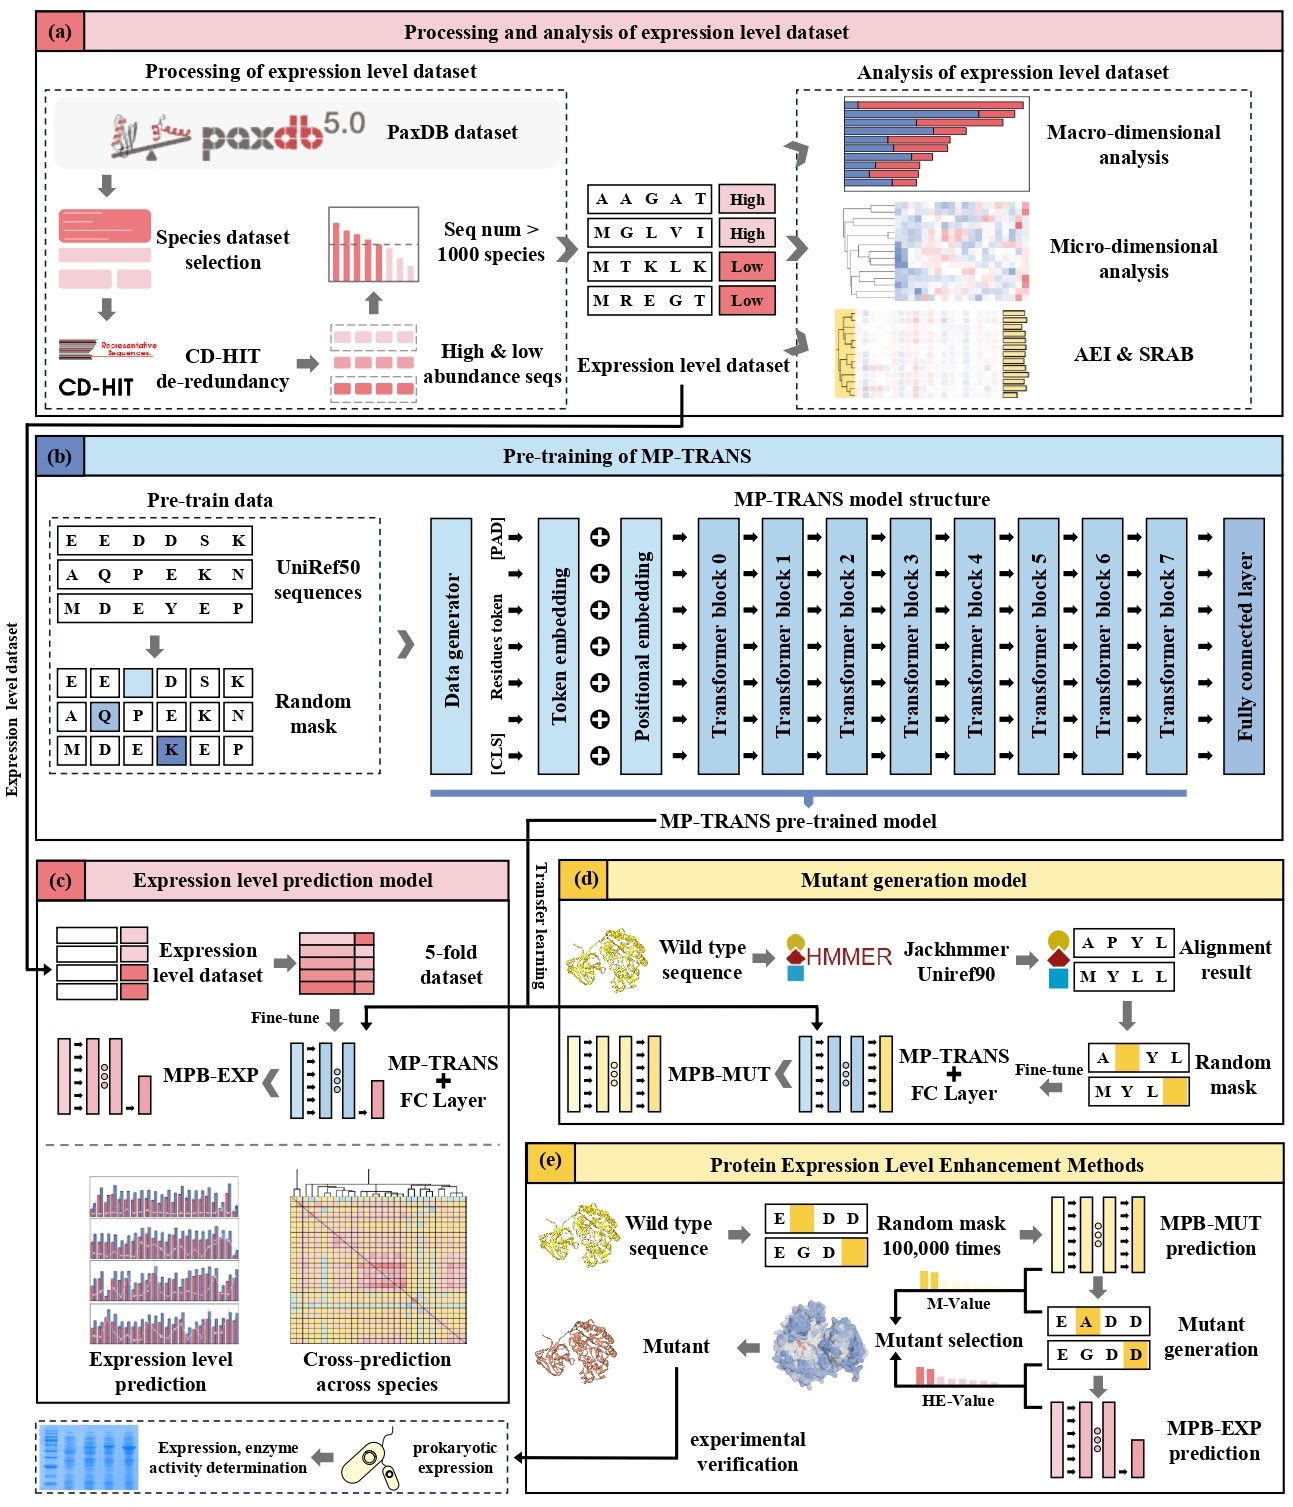 (a) Processing and analysis of expression level dataset
Processing of expression level dataset
Analysis of expression level dataset
paxdb5.0
PaxDB dataset
Species dataset
selection
Representative
Sequences.
CD-HIT
CD-HIT
de-redundancy
Seq num >
1000 species
High & low
abundance seqs
A A G A T High
M G L V I High
M T K L K Low
M R E G T Low
Expression level dataset
Macro-dimensional
analysis
Micro-dimensional
analysis
AEI & SRAB
Expression level dataset
(b) Pre-training of MP-TRANS
Pre-train data
E E D D S K
A Q P E K N
M D E Y E P
UniRef50
sequences
E E D S K
A Q P E K N
M D E K E P
Random
mask
MP-TRANS model structure
Data generator
[PAD]
Residues token
[CLS]
Token embedding
Positional embedding
Transformer block 0
Transformer block 1
Transformer block 2
Transformer block 3
Transformer block 4
Transformer block 5
Transformer block 6
Transformer block 7
Fully connected layer
MP-TRANS pre-trained model
Transfer learning
(c) Expression level prediction model
Expression
level dataset
5-fold
dataset
Fine-tune
MPB-EXP
MP-TRANS
+
FC Layer
Expression level
prediction
Cross-prediction
across species
(d) Mutant generation model
Wild type
sequence
HMMER
Jackhmmer
Uniref90
A P Y L
M Y L L
Alignment
result
A Y L
M Y L
Random
mask
Fine-tune
MP-TRANS
+
FC Layer
MPB-MUT
(e) Protein Expression Level Enhancement Methods
Wild type
sequence
E D D
E G D
Random mask
100,000 times
MPB-MUT
prediction
M-Value
E A D D
E G D D
Mutant
generation
Mutant selection
HE-Value
MPB-EXP
prediction
Mutant
experimental
verification
prokaryotic
expression
Expression, enzyme
activity determination